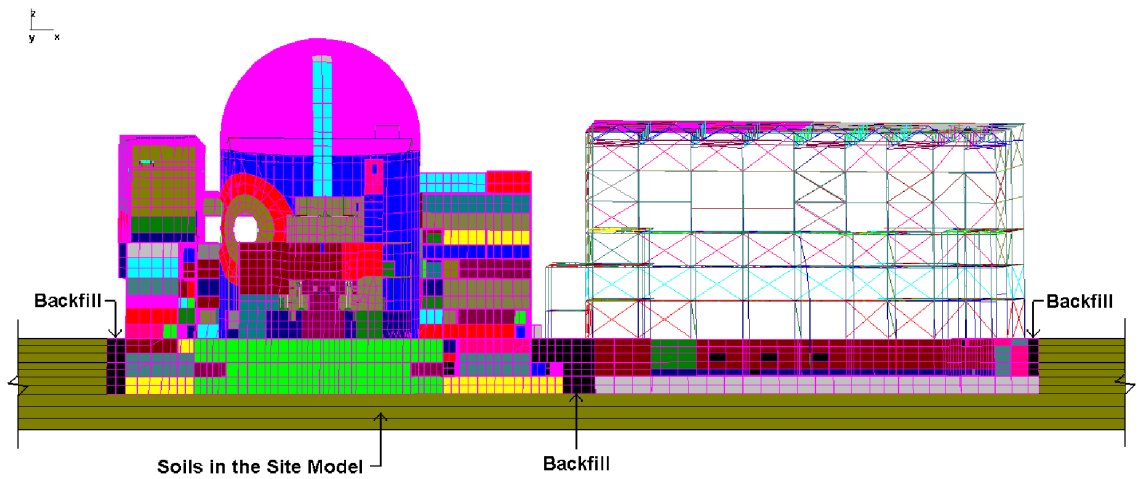 z
y x
Backfill
Backfill
Soils in the Site Model
Backfill